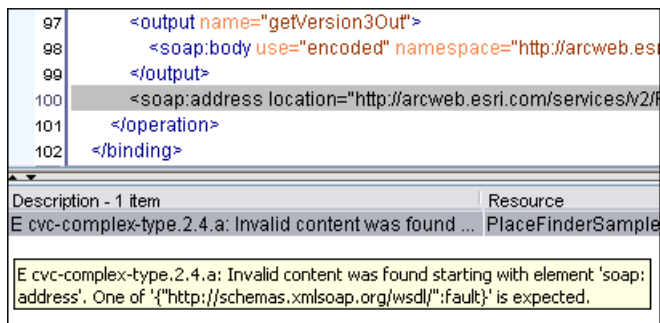 97 <output name="getVersion3Out">
98 <soap:body use="encoded" namespace="http://arcweb.esri
99 </output>
100 <soap:address location="http://arcweb.esri.com/services/v2/
101 </operation>
102 </binding>
Description - 1 item Resource
E cvc-complex-type.2.4.a: Invalid content was found ... PlaceFinderSample
E cvc-complex-type.2.4.a: Invalid content was found starting with element 'soap:
address'. One of '{"http://schemas.xmlsoap.org/wsdl/":fault}' is expected.